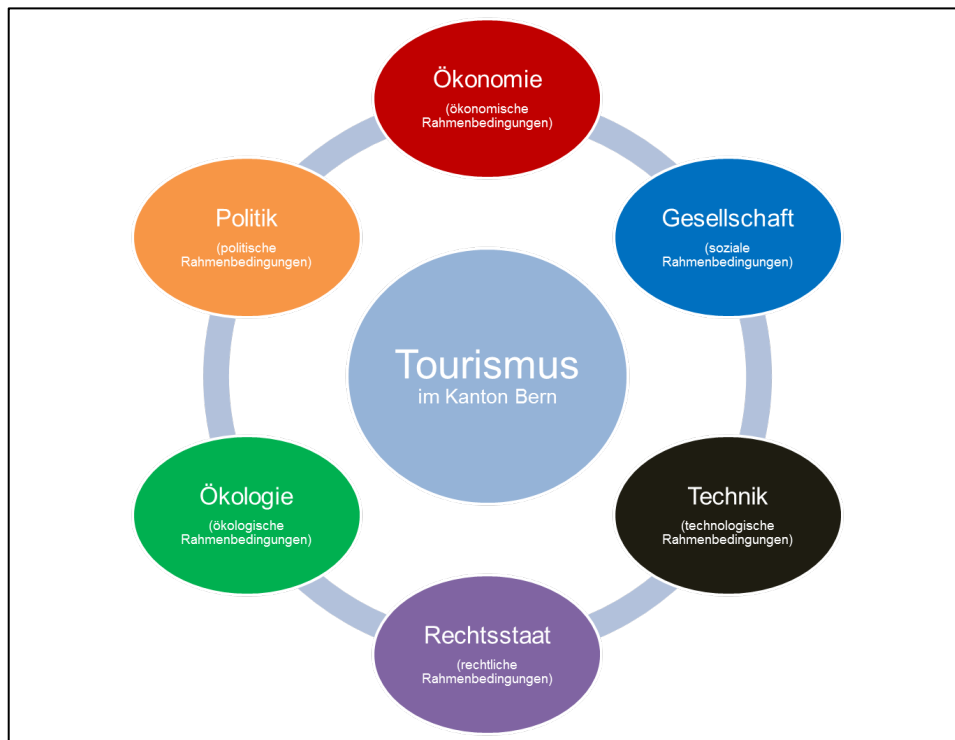 Ökonomie
(ökonomische
Rahmenbedingungen)
Politik
(politische
Rahmenbedingungen)
Gesellschaft
(soziale
Rahmenbedingungen)
Tourismus
im Kanton Bern
Ökologie
(ökologische
Rahmenbedingungen)
Technik
(technologische
Rahmenbedingungen)
Rechtsstaat
(rechtliche
Rahmenbedingungen)